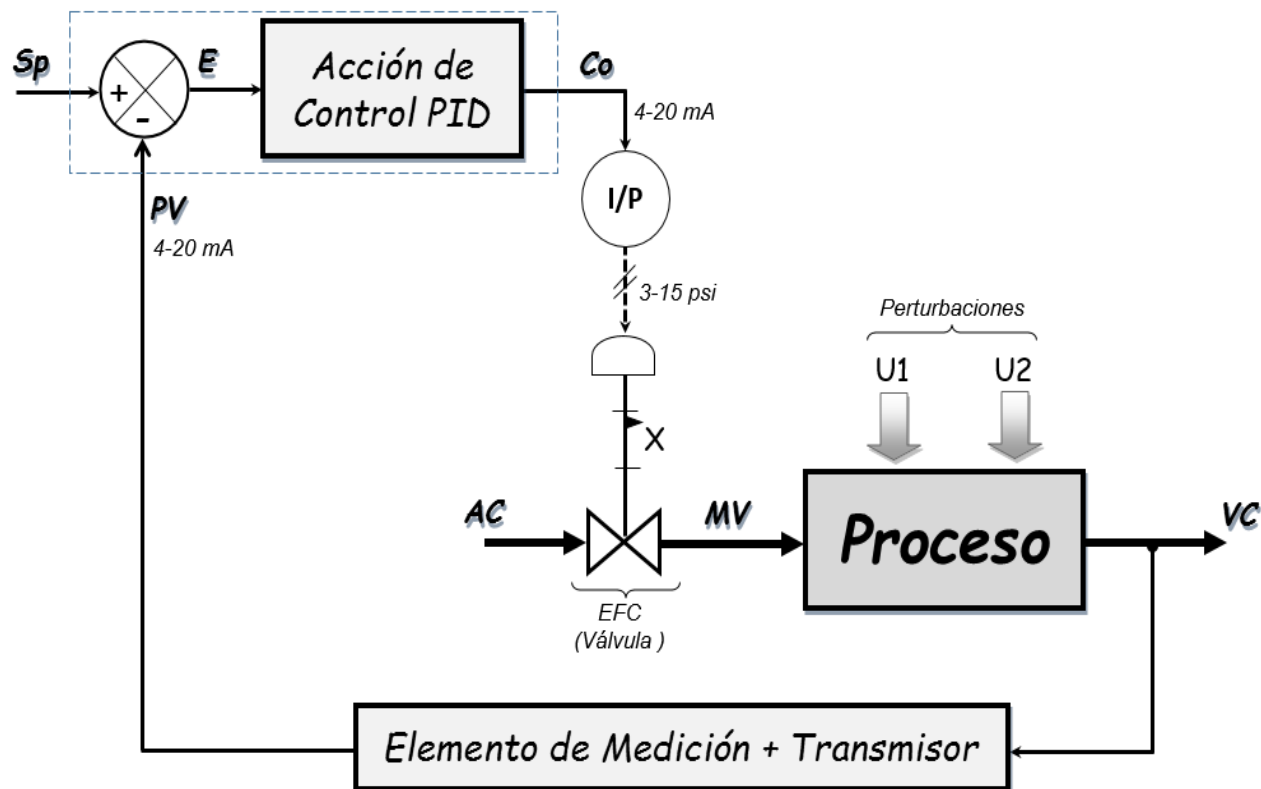 Sp
+
-
E
Acción de
Control PID
Co
4-20 mA
I/P
PV
4-20 mA
3-15 psi
Perturbaciones
U1
U2
X
AC
MV
Proceso
VC
EFC
(Válvula )
Elemento de Medición + Transmisor